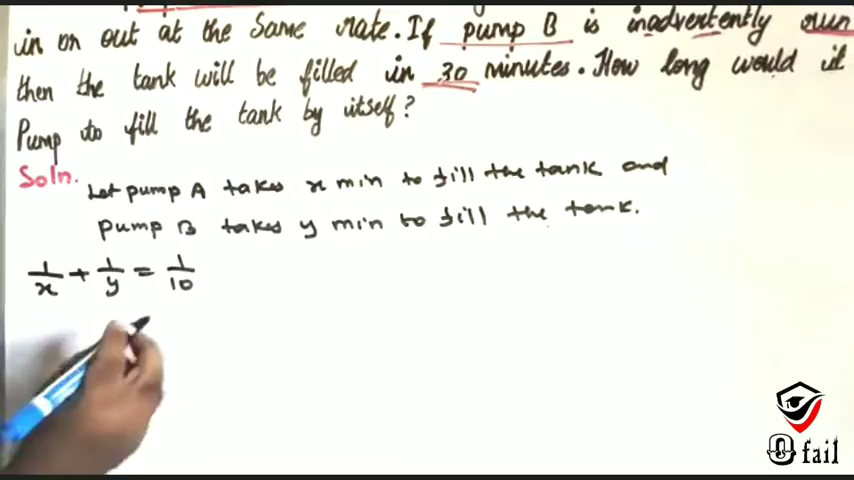 in or out at the same rate. If pump B is inadvertently run
then the tank will be filled in 30 minutes. How long would it
Pump to fill the tank by itself?
Soln.
Let pump A takes x min to fill the tank and
pump B takes y min to fill the tank.
1/x + 1/y = 1/10
0 fail